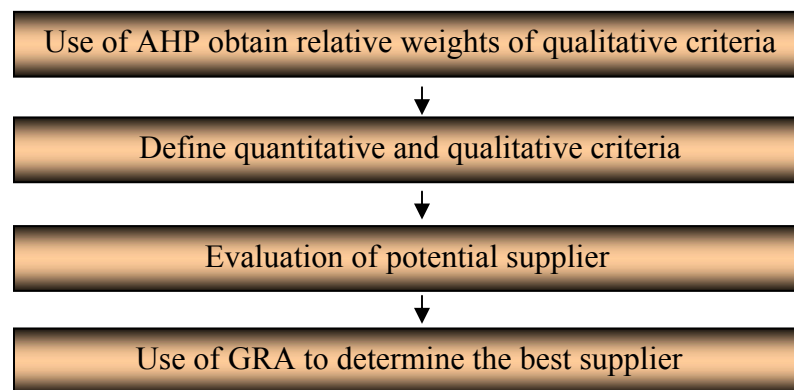 Use of AHP obtain relative weights of qualitative criteria
Define quantitative and qualitative criteria
Evaluation of potential supplier
Use of GRA to determine the best supplier